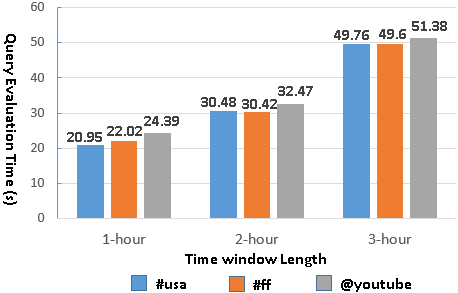 Query Evaluation Time (s)
60
50
40
30
20
10
0
20.95 22.02 24.39
30.48 30.42 32.47
49.76 49.6 51.38
1-hour 2-hour 3-hour
Time window Length
#usa #ff @youtube